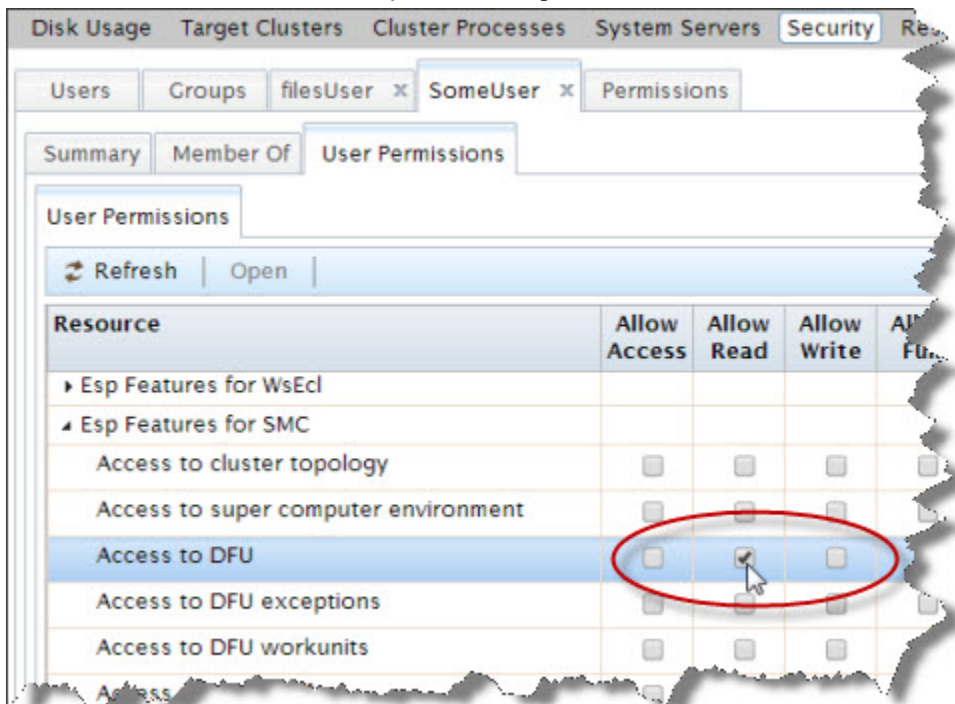 Disk Usage Target Clusters Cluster Processes System Servers Security
Users Groups filesUser x SomeUser x Permissions
Summary Member Of User Permissions
User Permissions
Refresh Open
Resource Allow Access Allow Read Allow Write
Esp Features for WsEcl
Esp Features for SMC
Access to cluster topology
Access to super computer environment
Access to DFU
Access to DFU exceptions
Access to DFU workunits
Access